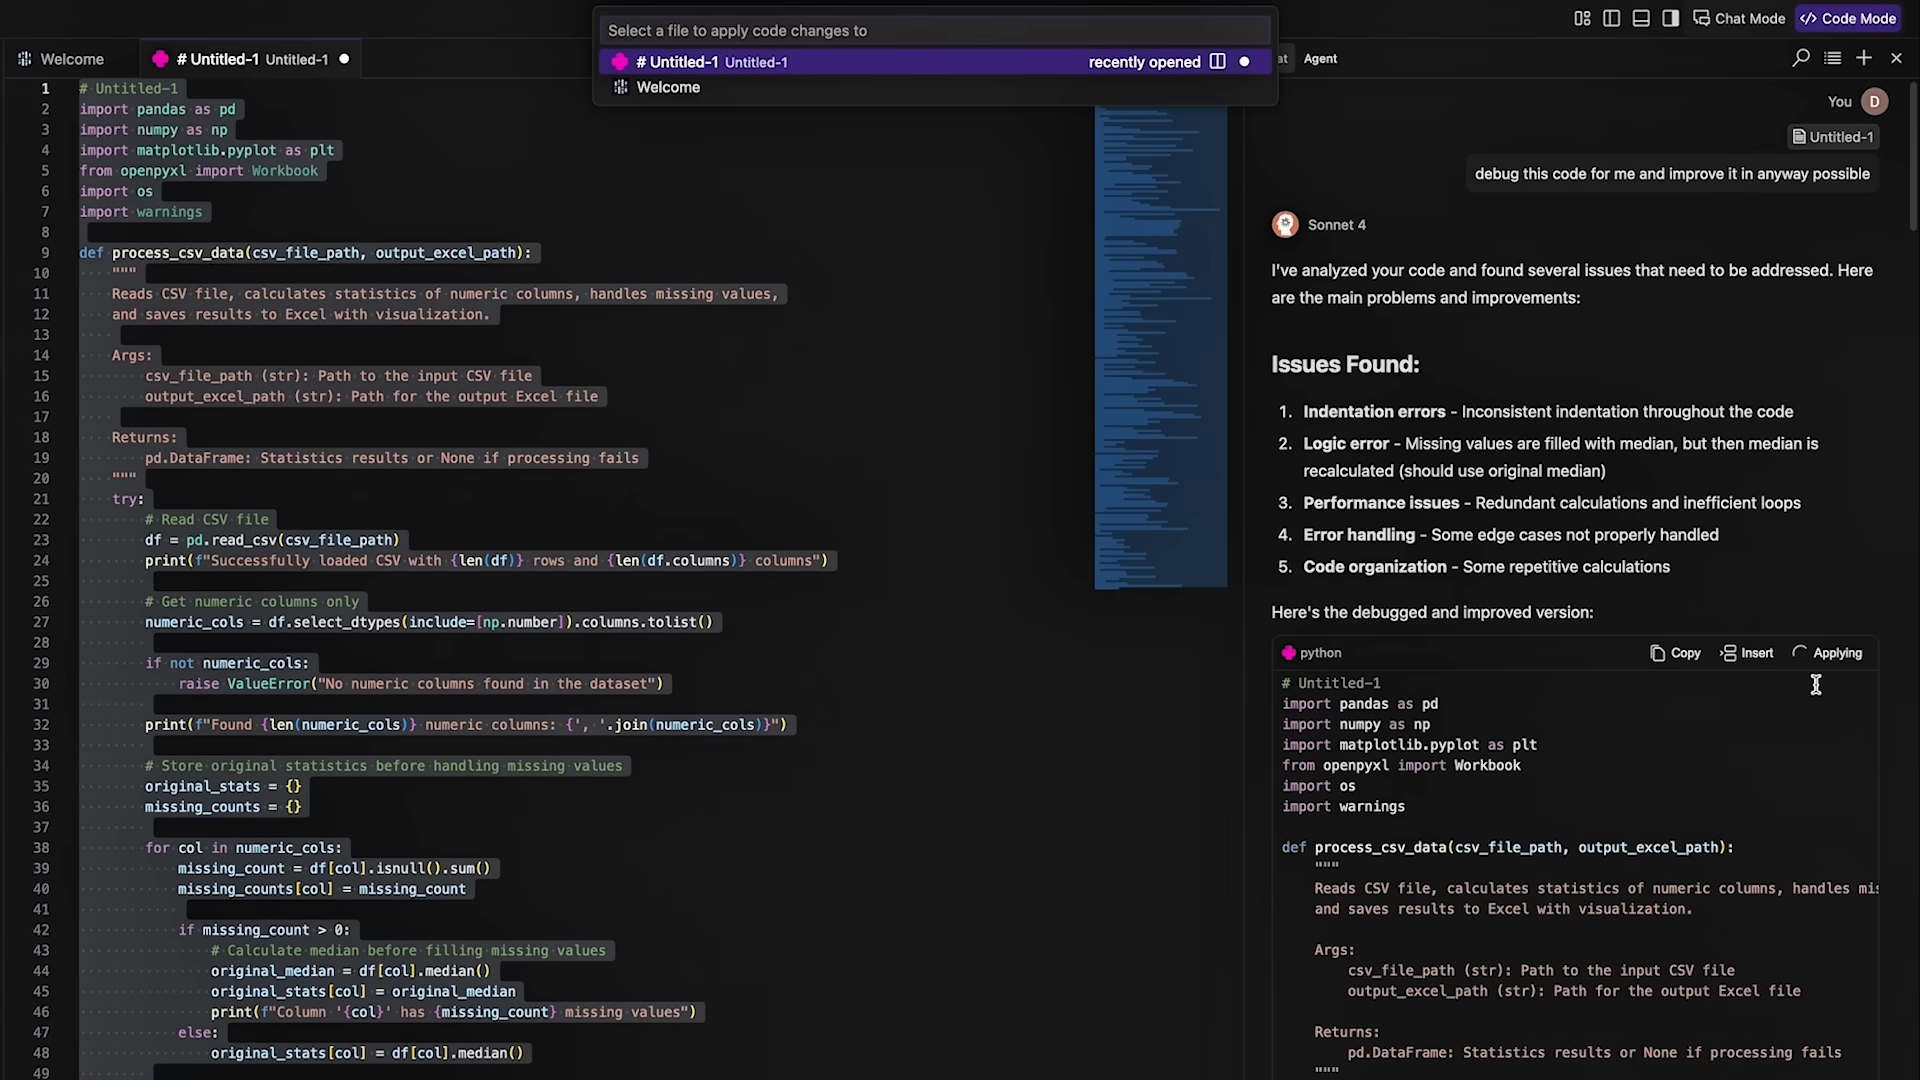 Select a file to apply code changes to
# Untitled-1 Untitled-1 recently opened
Welcome
Chat Mode
Code Mode
Welcome
# Untitled-1 Untitled-1
at Agent
1 # Untitled-1
2 import pandas as pd
3 import numpy as np
4 import matplotlib.pyplot as plt
5 from openpyxl import Workbook
6 import os
7 import warnings
8
9 def process_csv_data(csv_file_path, output_excel_path):
10 """
11 Reads CSV file, calculates statistics of numeric columns, handles missing values,
12 and saves results to Excel with visualization.
13
14 Args:
15 csv_file_path (str): Path to the input CSV file
16 output_excel_path (str): Path for the output Excel file
17
18 Returns:
19 pd.DataFrame: Statistics results or None if processing fails
20 """
21 try:
22 # Read CSV file
23 df = pd.read_csv(csv_file_path)
24 print(f"Successfully loaded CSV with {len(df)} rows and {len(df.columns)} columns")
25
26 # Get numeric columns only
27 numeric_cols = df.select_dtypes(include=[np.number]).columns.tolist()
28
29 if not numeric_cols:
30 raise ValueError("No numeric columns found in the dataset")
31
32 print(f"Found {len(numeric_cols)} numeric columns: {', '.join(numeric_cols)}")
33
34 # Store original statistics before handling missing values
35 original_stats = {}
36 missing_counts = {}
37
38 for col in numeric_cols:
39 missing_count = df[col].isnull().sum()
40 missing_counts[col] = missing_count
41
42 if missing_count > 0:
43 # Calculate median before filling missing values
44 original_median = df[col].median()
45 original_stats[col] = original_median
46 print(f"Column '{col}' has {missing_count} missing values")
47 else:
48 original_stats[col] = df[col].median()
49
You D
Untitled-1
debug this code for me and improve it in anyway possible
Sonnet 4
I've analyzed your code and found several issues that need to be addressed. Here
are the main problems and improvements:
Issues Found:
1. Indentation errors - Inconsistent indentation throughout the code
2. Logic error - Missing values are filled with median, but then median is
recalculated (should use original median)
3. Performance issues - Redundant calculations and inefficient loops
4. Error handling - Some edge cases not properly handled
5. Code organization - Some repetitive calculations
Here's the debugged and improved version:
python Copy Insert Applying
# Untitled-1
import pandas as pd
import numpy as np
import matplotlib.pyplot as plt
from openpyxl import Workbook
import os
import warnings
def process_csv_data(csv_file_path, output_excel_path):
"""
Reads CSV file, calculates statistics of numeric columns, handles mis
and saves results to Excel with visualization.
Args:
csv_file_path (str): Path to the input CSV file
output_excel_path (str): Path for the output Excel file
Returns:
pd.DataFrame: Statistics results or None if processing fails
"""